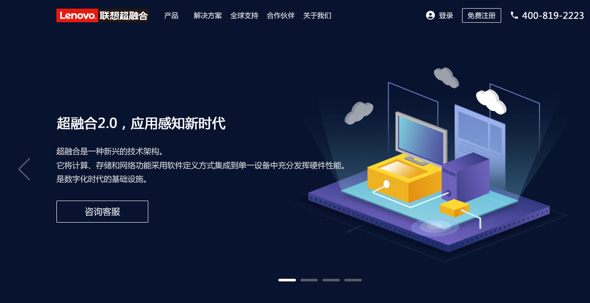 Lenovo 联想超融合 产品 解决方案 全球支持 合作伙伴 关于我们 登录 免费注册 400-819-2223
超融合2.0，应用感知新时代
超融合是一种新兴的技术架构。
它将计算、存储和网络功能采用软件定义方式集成到单一设备中充分发挥硬件性能。
是数字化时代的基础设施。
咨询客服